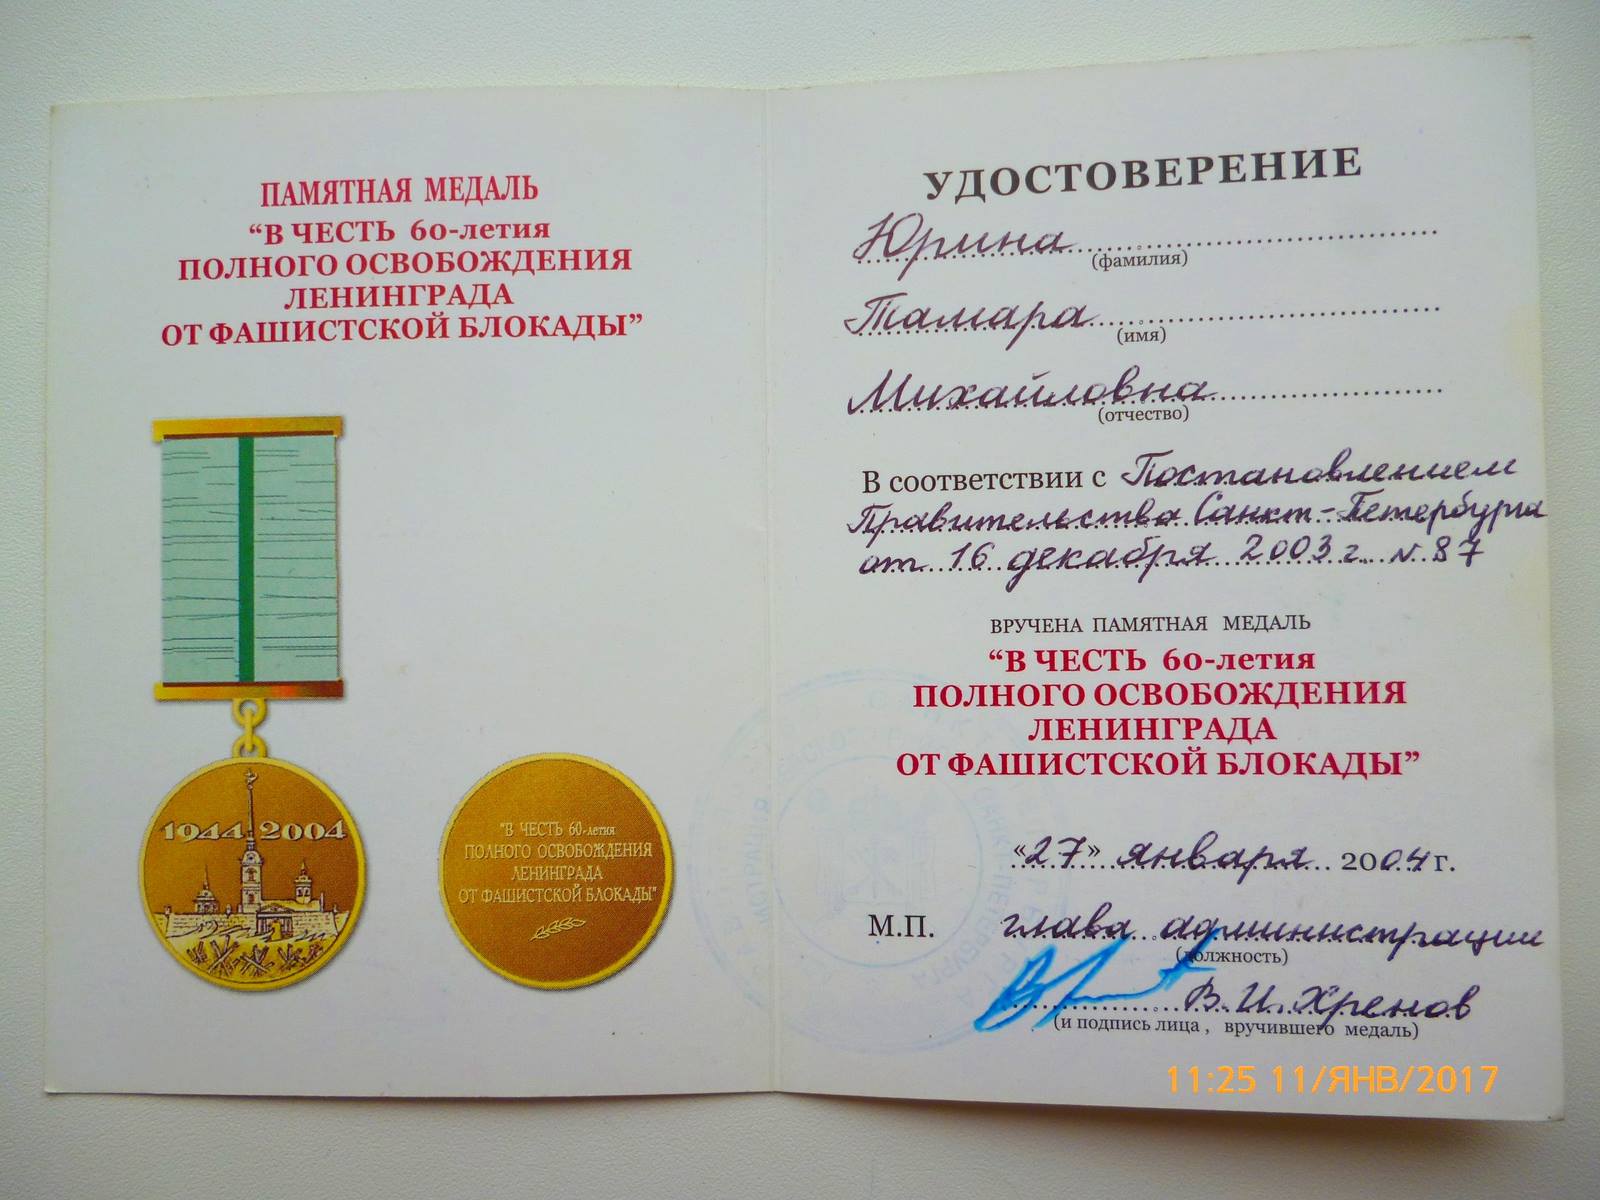 ПАМЯТНАЯ МЕДАЛЬ
“В ЧЕСТЬ 60-летия
ПОЛНОГО ОСВОБОЖДЕНИЯ
ЛЕНИНГРАДА
ОТ ФАШИСТСКОЙ БЛОКАДЫ”
1944 2004
"В ЧЕСТЬ 60-летия
ПОЛНОГО ОСВОБОЖДЕНИЯ
ЛЕНИНГРАДА
ОТ ФАШИСТСКОЙ БЛОКАДЫ"
УДОСТОВЕРЕНИЕ
Юрина
(фамилия)
Тамара
(имя)
Михайловна
(отчество)
В соответствии с Постановлением
Правительства Санкт-Петербурга
от 16 декабря 2003 г. N 87
ВРУЧЕНА ПАМЯТНАЯ МЕДАЛЬ
“В ЧЕСТЬ 60-летия
ПОЛНОГО ОСВОБОЖДЕНИЯ
ЛЕНИНГРАДА
ОТ ФАШИСТСКОЙ БЛОКАДЫ”
«27» января 2004 г.
М.П. глава администрации
(должность)
В.И. Хренов
(и подпись лица, вручившего медаль)
11:25 11/ЯНВ/2017